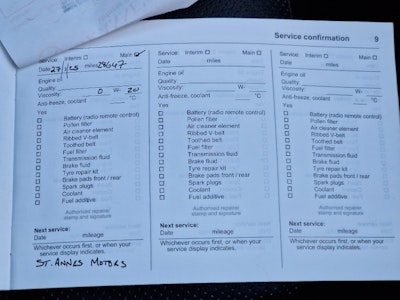 Service confirmation 9
Service: Interim ☐ Main ☑
Date 27/1/25 miles 29647
Engine oil
Quality:
Viscosity: 0 W- 20
Anti-freeze, coolant °C
Yes
☐ Battery (radio remote control)
☐ Pollen filter
☐ Air cleaner element
☐ Ribbed V-belt
☐ Toothed belt
☐ Fuel filter
☐ Transmission fluid
☐ Brake fluid
☐ Tyre repair kit
☐ Brake pads front / rear
☐ Spark plugs
☐ Coolant
☐ Fuel additive
Authorised repairer
stamp and signature
Next service:
Date mileage
Whichever occurs first, or when your
service display indicates.
ST. ANNES MOTORS
Service: Interim ☐ Main ☐
Date miles
Engine oil
Quality:
Viscosity: W-
Anti-freeze, coolant °C
Yes
☐ Battery (radio remote control)
☐ Pollen filter
☐ Air cleaner element
☐ Ribbed V-belt
☐ Toothed belt
☐ Fuel filter
☐ Transmission fluid
☐ Brake fluid
☐ Tyre repair kit
☐ Brake pads front / rear
☐ Spark plugs
☐ Coolant
☐ Fuel additive
Authorised repairer
stamp and signature
Next service:
Date mileage
Whichever occurs first, or when your
service display indicates.
Service: Interim ☐ Main ☐
Date miles
Engine oil
Quality:
Viscosity: W-
Anti-freeze, coolant °C
Yes
☐ Battery (radio remote control)
☐ Pollen filter
☐ Air cleaner element
☐ Ribbed V-belt
☐ Toothed belt
☐ Fuel filter
☐ Transmission fluid
☐ Brake fluid
☐ Tyre repair kit
☐ Brake pads front / rear
☐ Spark plugs
☐ Coolant
☐ Fuel additive
Authorised repairer
stamp and signature
Next service:
Date mileage
Whichever occurs first, or when your
service display indicates.